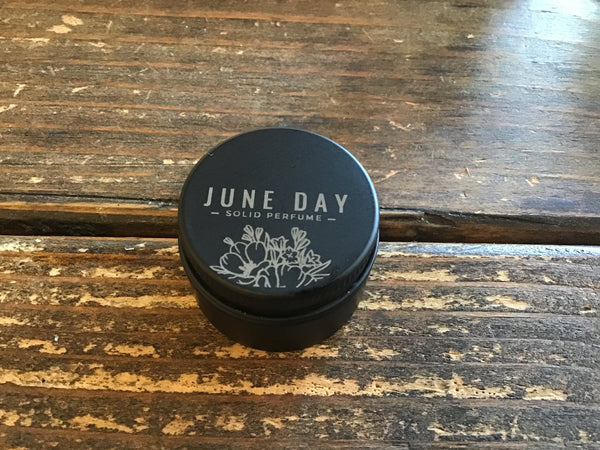 JUNE DAY
– SOLID PERFUME –